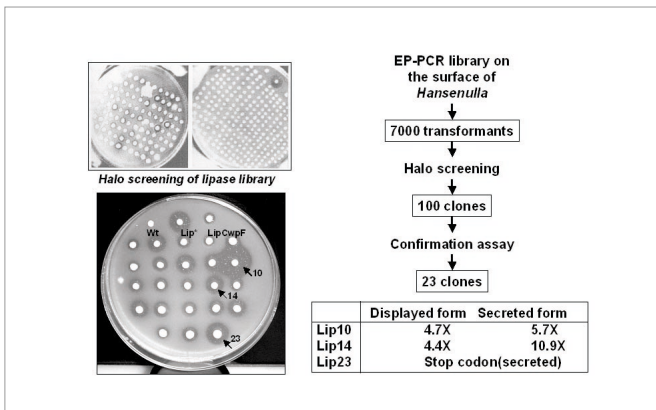 Halo screening of lipase library
Wt Lip* LipCwpF
10
14
23
EP-PCR library on
the surface of
Hansenulla
7000 transformants
Halo screening
100 clones
Confirmation assay
23 clones
Displayed form Secreted form
Lip10 4.7X 5.7X
Lip14 4.4X 10.9X
Lip23 Stop codon(secreted)